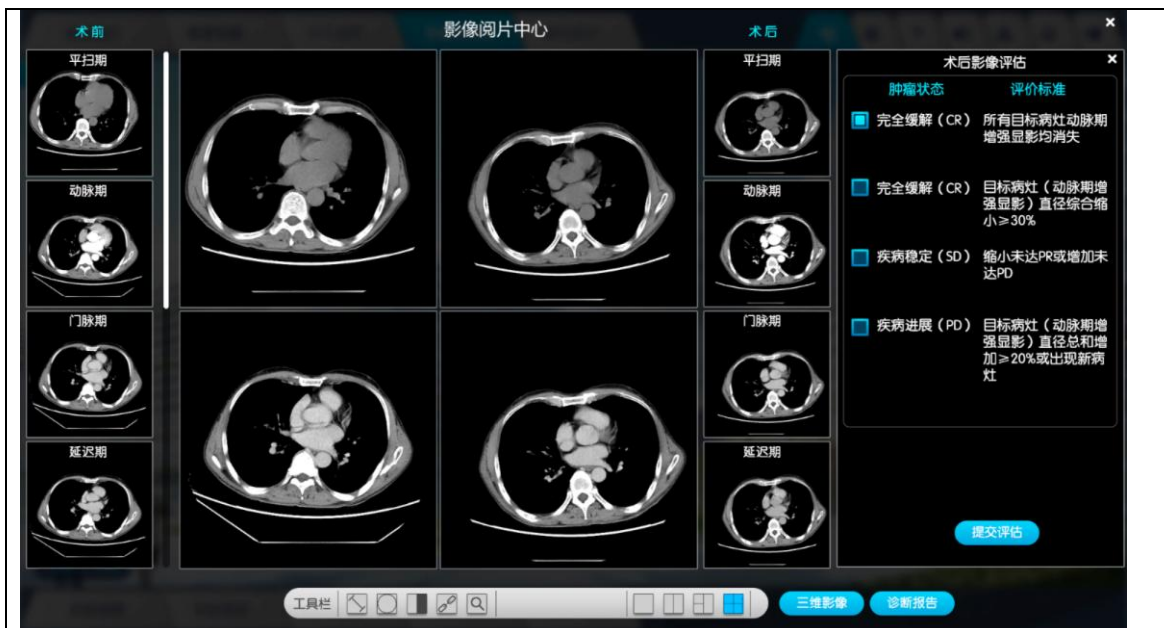 术前
影像阅片中心
术后
平扫期
动脉期
门脉期
延迟期
平扫期
动脉期
门脉期
延迟期
术后影像评估
肿瘤状态 评价标准
完全缓解（CR） 所有目标病灶动脉期
增强显影均消失
完全缓解（CR） 目标病灶（动脉期增
强显影）直径综合缩
小≥30%
疾病稳定（SD） 缩小未达PR或增加未
达PD
疾病进展（PD） 目标病灶（动脉期增
强显影）直径总和增
加≥20%或出现新病
灶
提交评估
工具栏
三维影像
诊断报告